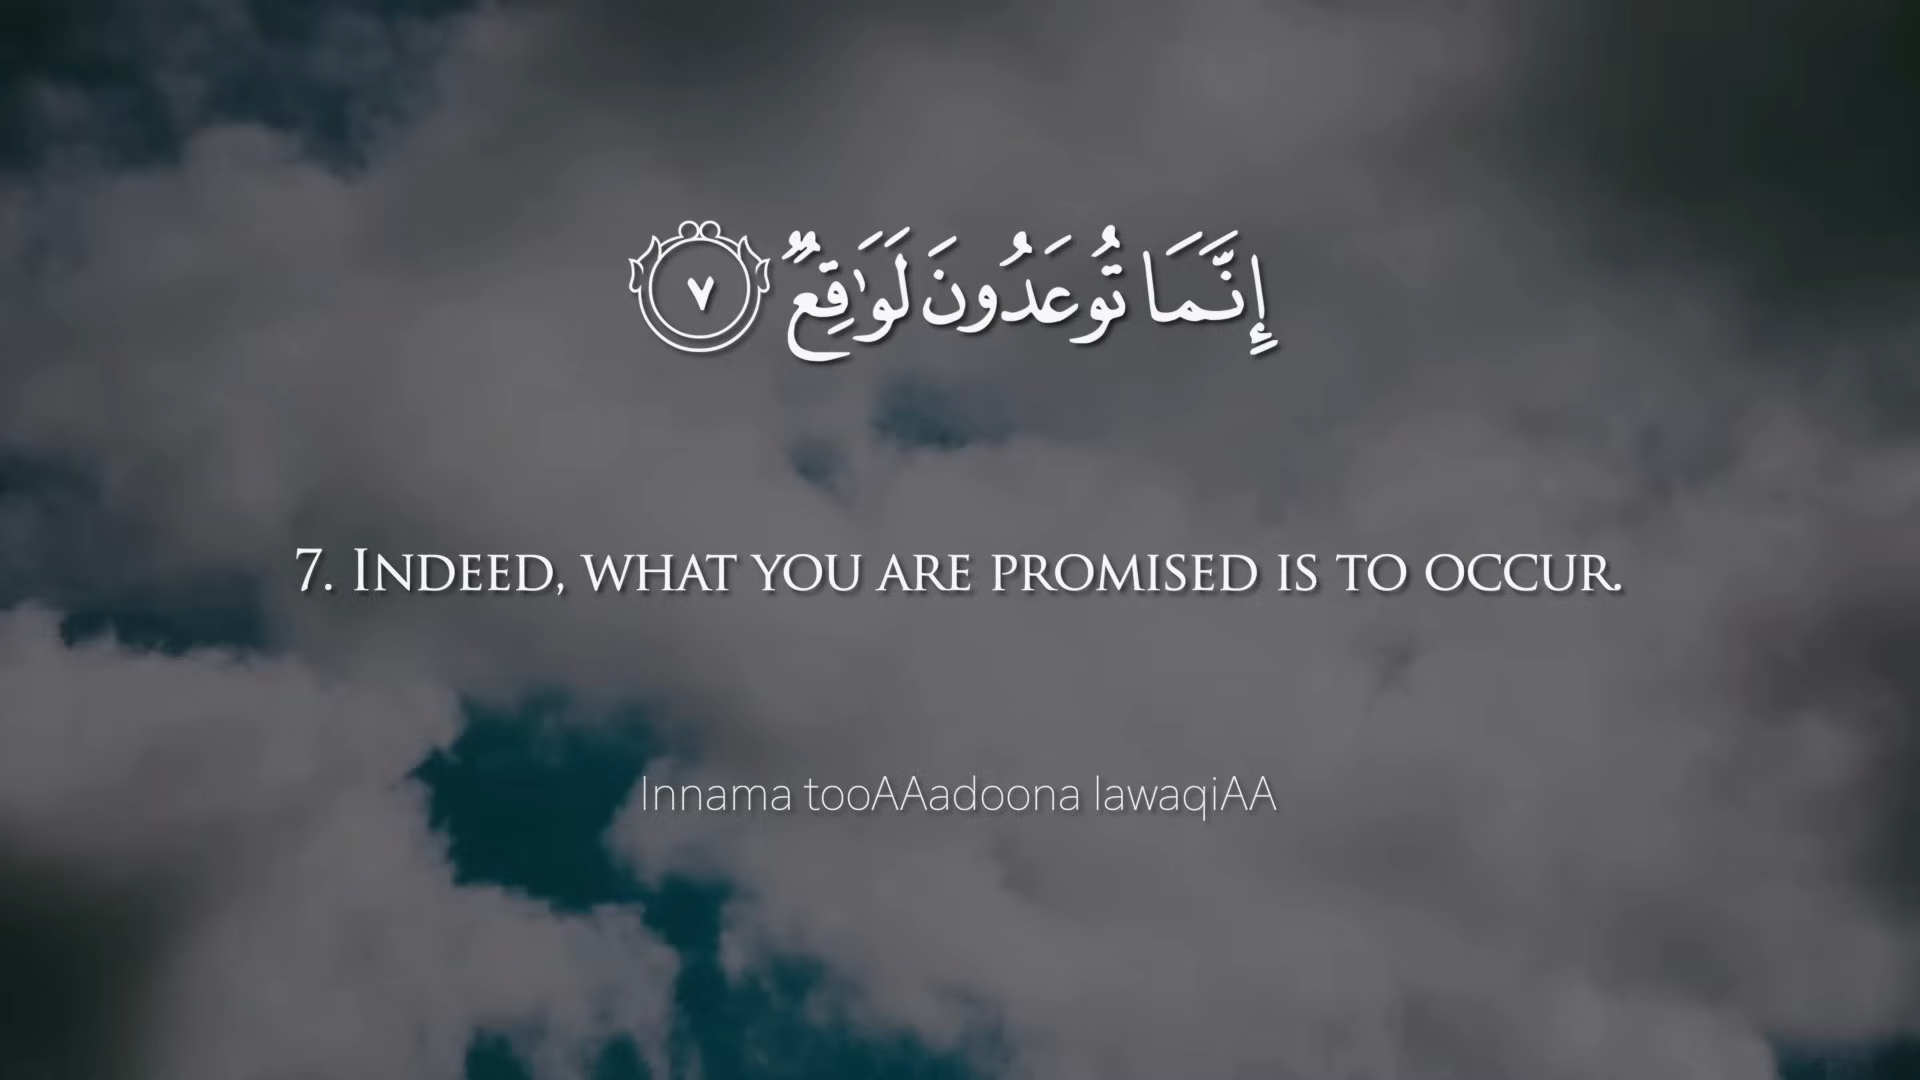 إِنَّمَا تُوعَدُونَ لَوَٰقِعٌ ٧
7. Indeed, what you are promised is to occur.
Innama tooAAadoona lawaqiAA